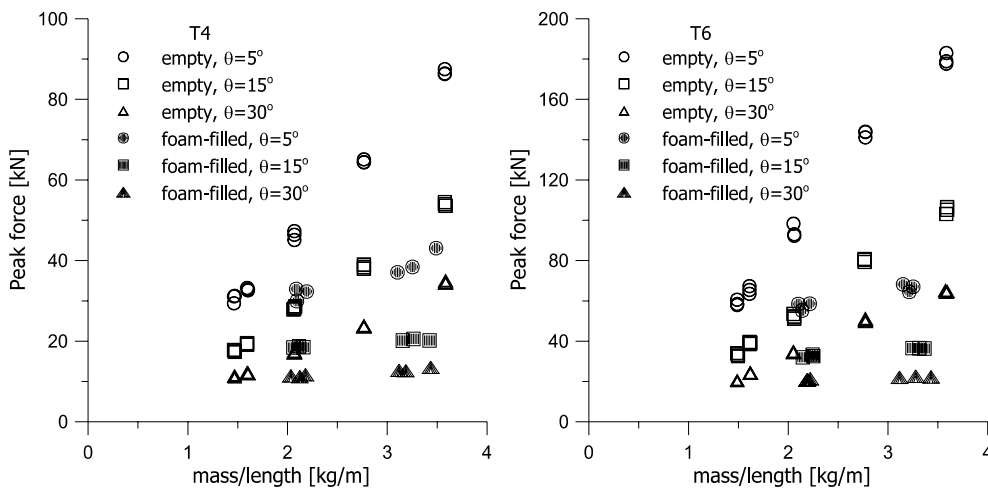 T4
empty, θ=5°
empty, θ=15°
empty, θ=30°
foam-filled, θ=5°
foam-filled, θ=15°
foam-filled, θ=30°
Peak force [kN]
100
80
60
40
20
0
0
1
2
3
4
mass/length [kg/m]
T6
empty, θ=5°
empty, θ=15°
empty, θ=30°
foam-filled, θ=5°
foam-filled, θ=15°
foam-filled, θ=30°
Peak force [kN]
200
160
120
80
40
0
0
1
2
3
4
mass/length [kg/m]